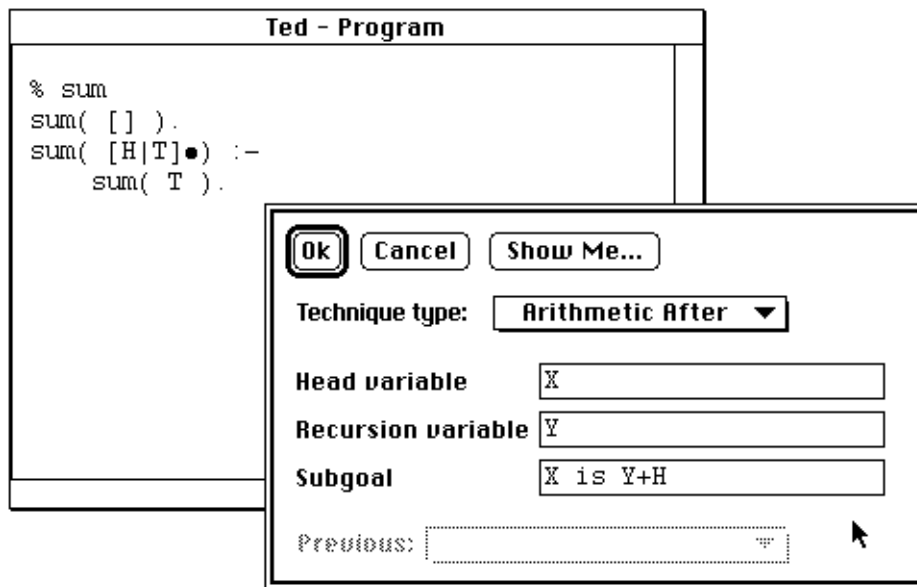 Ted - Program
% sum
sum( [] ).
sum( [H|T]●) :-
sum( T ).
Ok Cancel Show Me...
Technique type: Arithmetic After
Head variable X
Recursion variable Y
Subgoal X is Y+H
Previous: